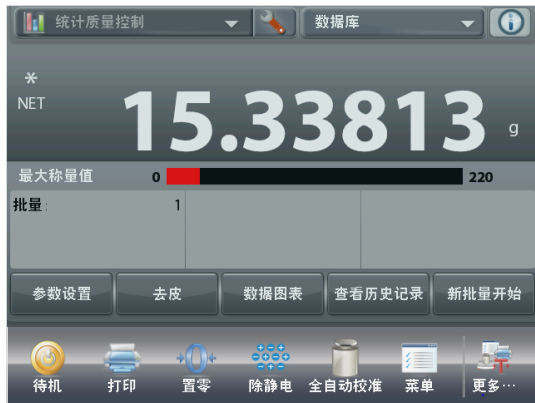 统计质量控制 数据库
*
NET 15.33813 g
最大称量值 0 220
批量: 1
参数设置 去皮 数据图表 查看历史记录 新批量开始
待机 打印 置零 除静电 全自动校准 菜单 更多…